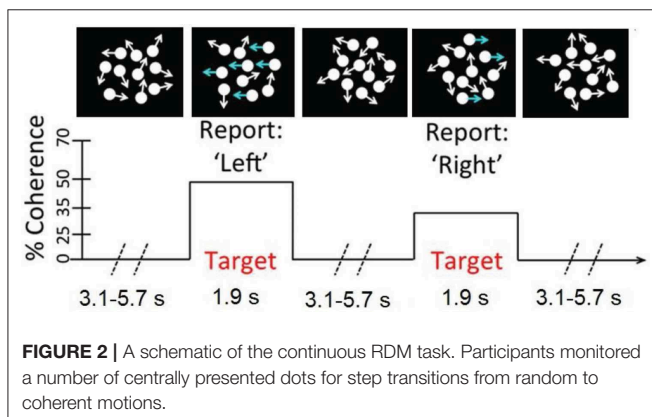 Report:
'Left'
Report:
'Right'
% Coherence
70
50
35
25
0
Target
Target
3.1-5.7 s
1.9 s
3.1-5.7 s
1.9 s
3.1-5.7 s
FIGURE 2 | A schematic of the continuous RDM task. Participants monitored
a number of centrally presented dots for step transitions from random to
coherent motions.